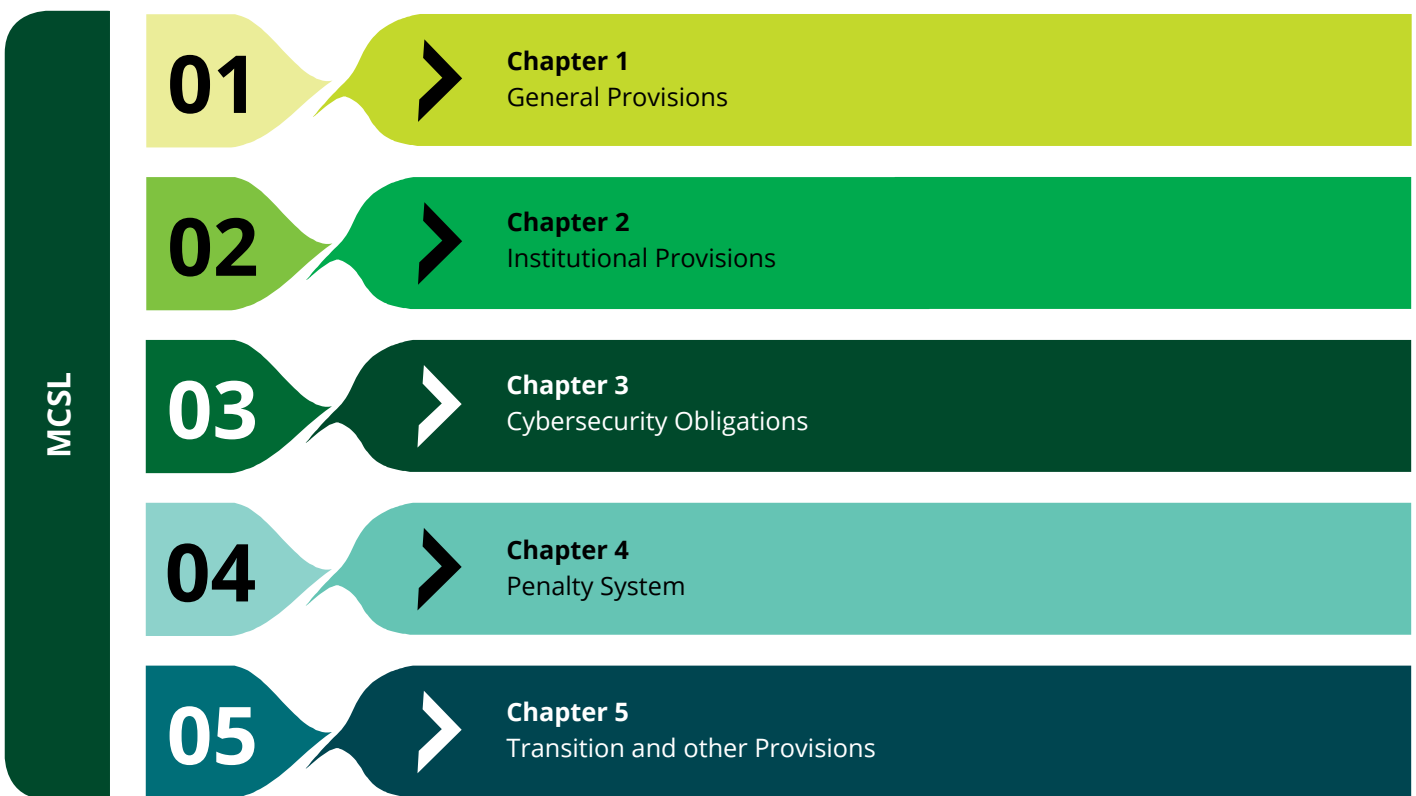 MCSL
01
Chapter 1
General Provisions
02
Chapter 2
Institutional Provisions
03
Chapter 3
Cybersecurity Obligations
04
Chapter 4
Penalty System
05
Chapter 5
Transition and other Provisions